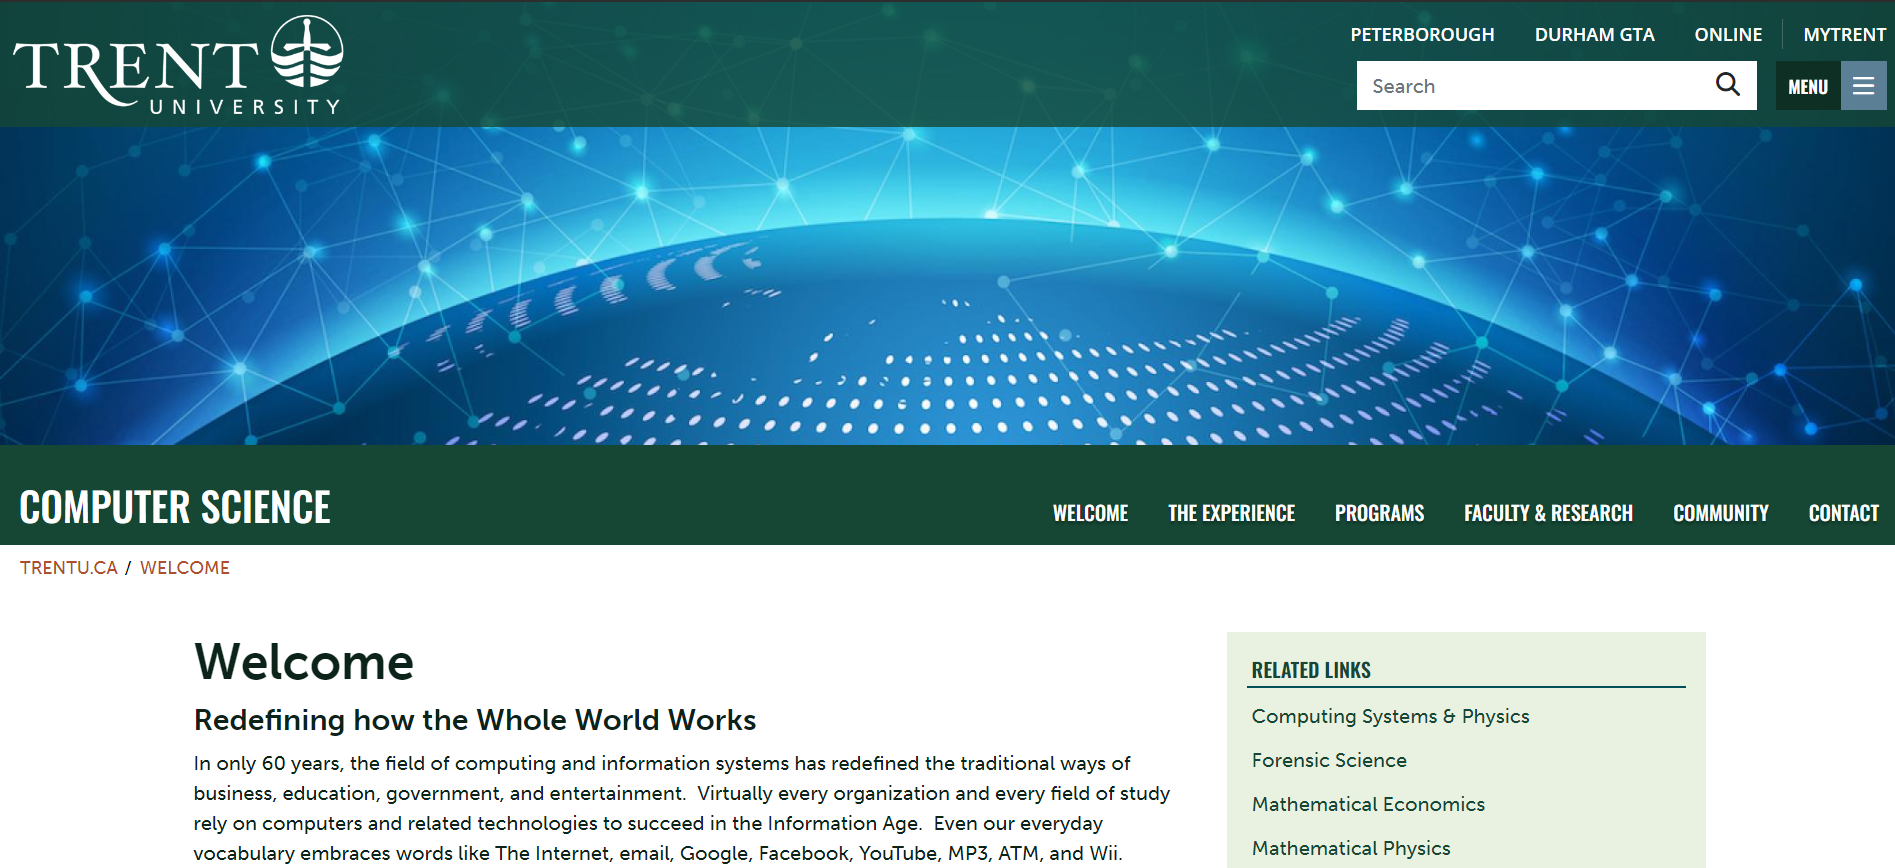 TRENT
UNIVERSITY
PETERBOROUGH DURHAM GTA ONLINE MYTRENT
Search
MENU
COMPUTER SCIENCE
WELCOME THE EXPERIENCE PROGRAMS FACULTY & RESEARCH COMMUNITY CONTACT
TRENTU.CA / WELCOME
Welcome
Redefining how the Whole World Works
In only 60 years, the field of computing and information systems has redefined the traditional ways of
business, education, government, and entertainment. Virtually every organization and every field of study
rely on computers and related technologies to succeed in the Information Age. Even our everyday
vocabulary embraces words like The Internet, email, Google, Facebook, YouTube, MP3, ATM, and Wii.
RELATED LINKS
Computing Systems & Physics
Forensic Science
Mathematical Economics
Mathematical Physics